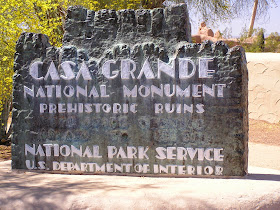 CASA GRANDE
NATIONAL MONUMENT
PREHISTORIC RUINS
NATIONAL PARK SERVICE
U.S. DEPARTMENT OF INTERIOR